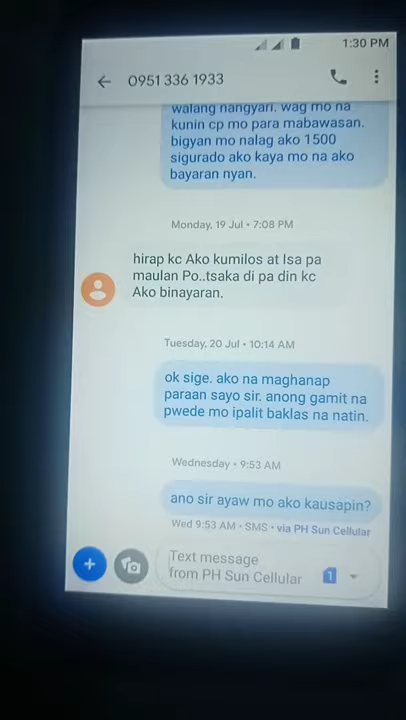 1:30 PM
0951 336 1933
walang nangyari. wag mo na
kunin cp mo para mabawasan.
bigyan mo nalag ako 1500
sigurado ako kaya mo na ako
bayaran nyan.
Monday, 19 Jul • 7:08 PM
hirap kc Ako kumilos at Isa pa
maulan Po..tsaka di pa din kc
Ako binayaran.
Tuesday, 20 Jul • 10:14 AM
ok sige. ako na maghanap
paraan sayo sir. anong gamit na
pwede mo ipalit baklas na natin.
Wednesday • 9:53 AM
ano sir ayaw mo ako kausapin?
Wed 9:53 AM • SMS • via PH Sun Cellular
Text message
from PH Sun Cellular
1